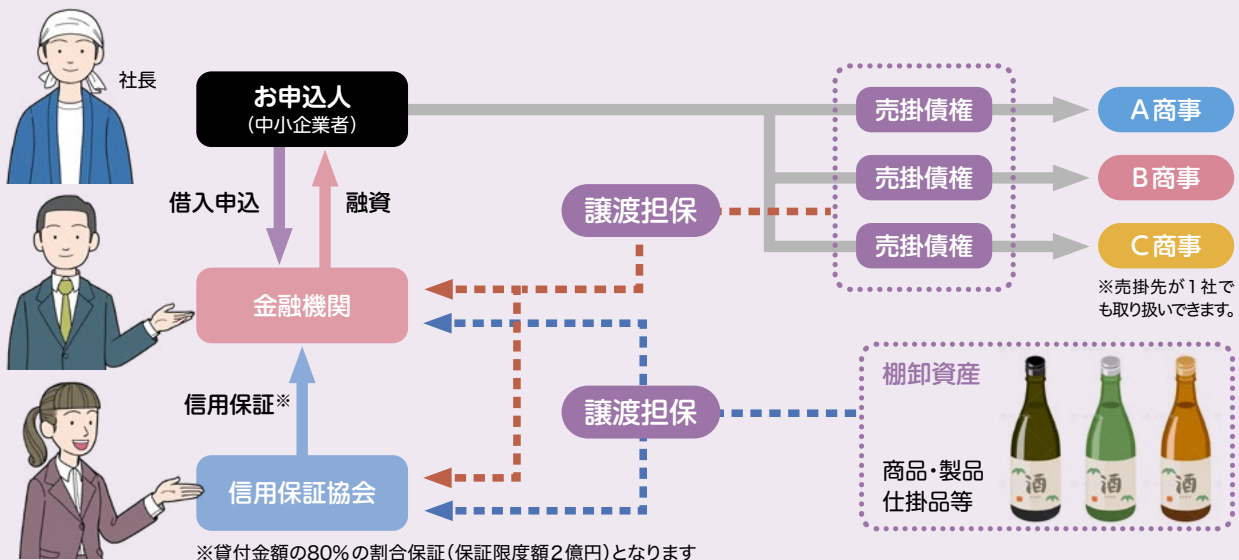 社長
お申込人
(中小企業者)
売掛債権
A商事
売掛債権
B商事
借入申込
融資
譲渡担保
売掛債権
C商事
※売掛先が1社で
も取り扱いできます。
金融機関
棚卸資産
信用保証※
譲渡担保
商品・製品
仕掛品等
酒
酒
酒
信用保証協会
※貸付金額の80%の割合保証(保証限度額2億円)となります